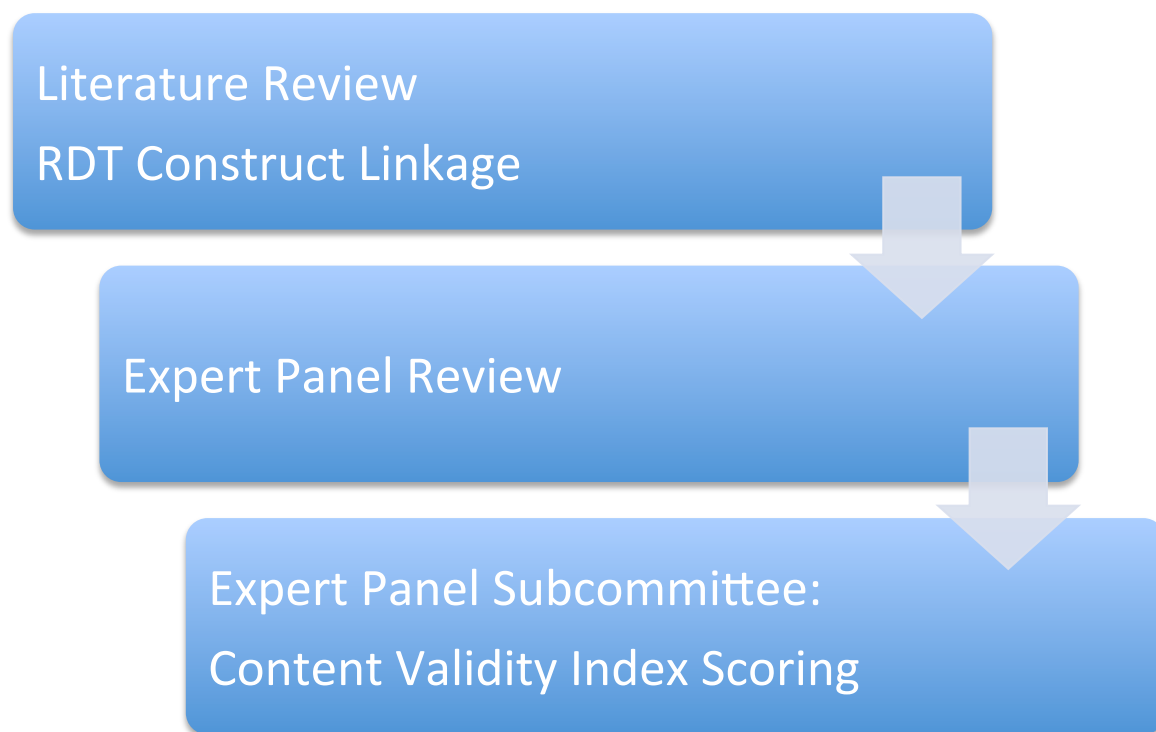 Literature Review
RDT Construct Linkage
Expert Panel Review
Expert Panel Subcommittee:
Content Validity Index Scoring